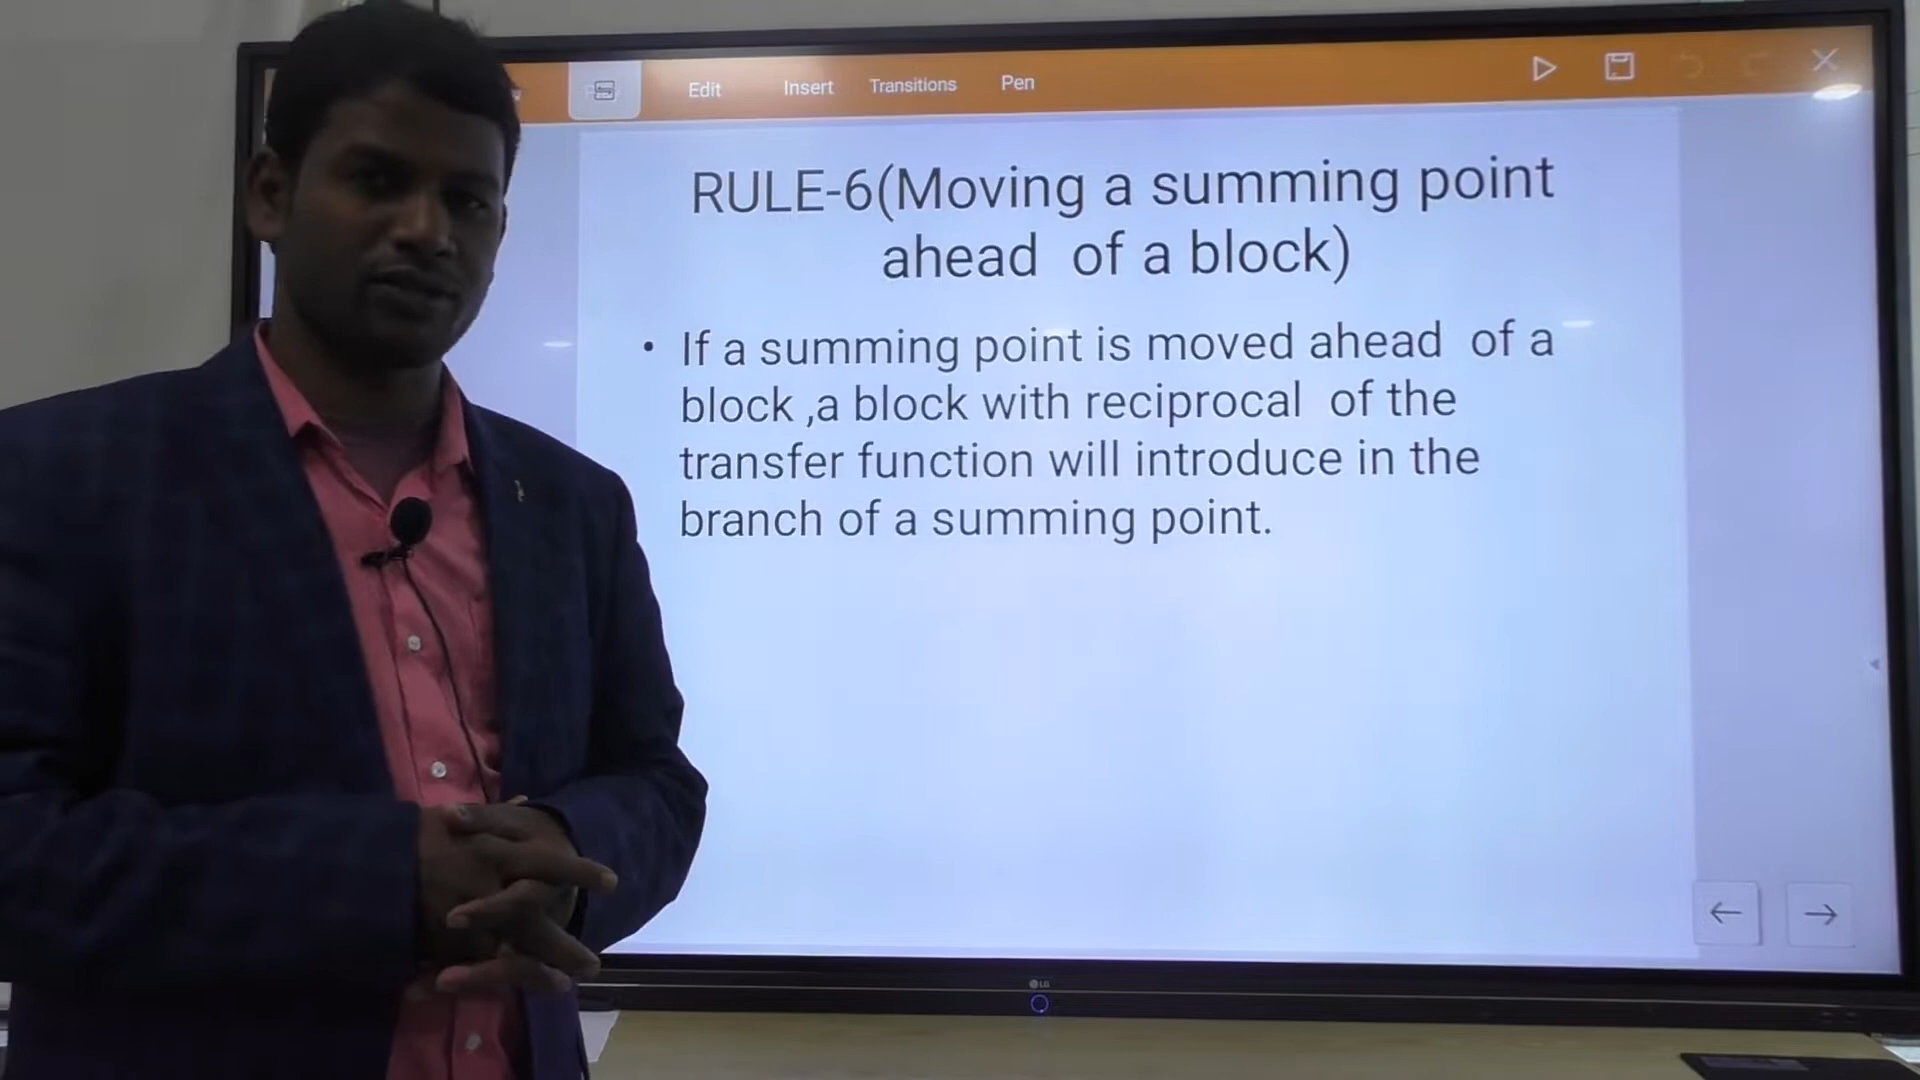 Edit Insert Transitions Pen
RULE-6(Moving a summing point
ahead of a block)
• If a summing point is moved ahead of a
block ,a block with reciprocal of the
transfer function will introduce in the
branch of a summing point.
LG